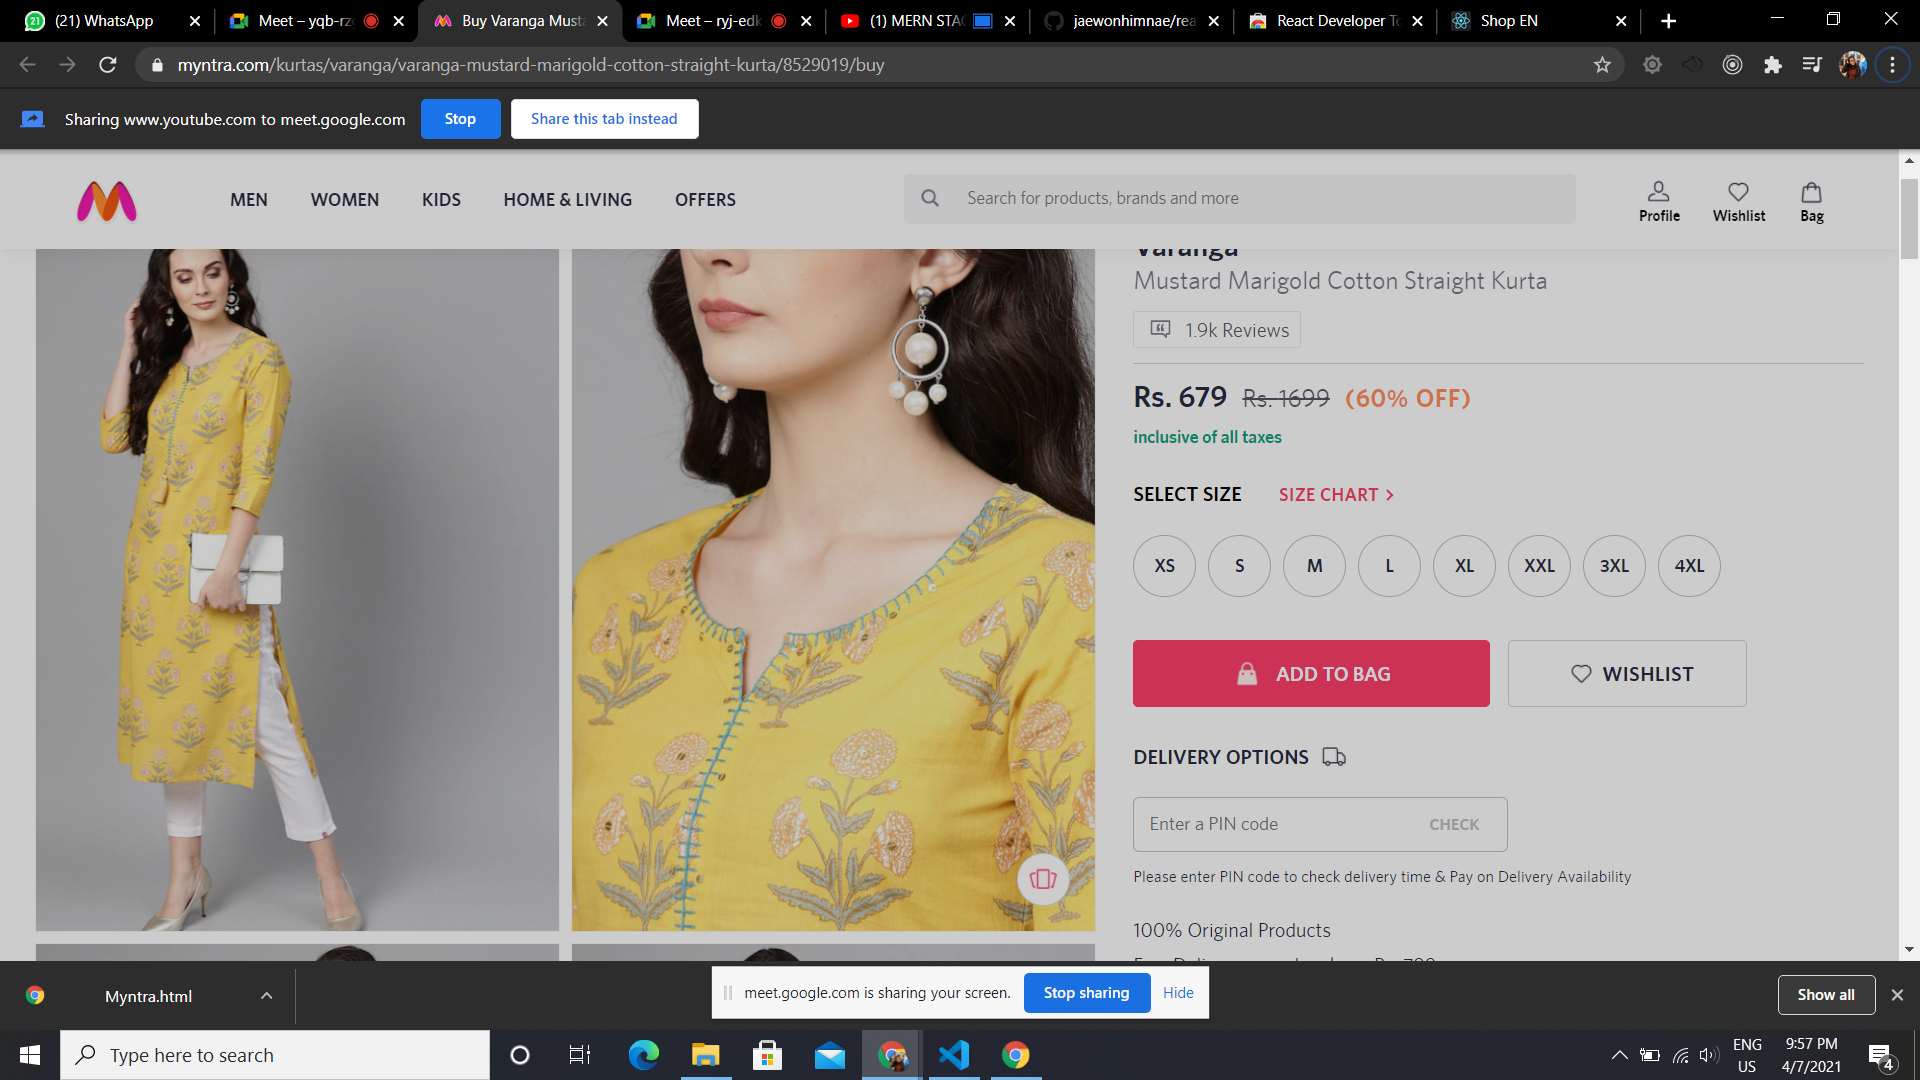 (21) WhatsApp
Meet – yqb-rz
Buy Varanga Must
Meet – ryj-edk
(1) MERN STA
jaewonhimnae/rea
React Developer To
Shop EN
myntra.com/kurtas/varanga/varanga-mustard-marigold-cotton-straight-kurta/8529019/buy
Sharing www.youtube.com to meet.google.com
Stop
Share this tab instead
MEN
WOMEN
KIDS
HOME & LIVING
OFFERS
Search for products, brands and more
Profile
Wishlist
Bag
Varanga
Mustard Marigold Cotton Straight Kurta
1.9k Reviews
Rs. 679 Rs. 1699 (60% OFF)
inclusive of all taxes
SELECT SIZE
SIZE CHART >
XS
S
M
L
XL
XXL
3XL
4XL
ADD TO BAG
WISHLIST
DELIVERY OPTIONS
Enter a PIN code
CHECK
Please enter PIN code to check delivery time & Pay on Delivery Availability
100% Original Products
Myntra.html
meet.google.com is sharing your screen.
Stop sharing
Hide
Show all
Type here to search
ENG
US
9:57 PM
4/7/2021
4